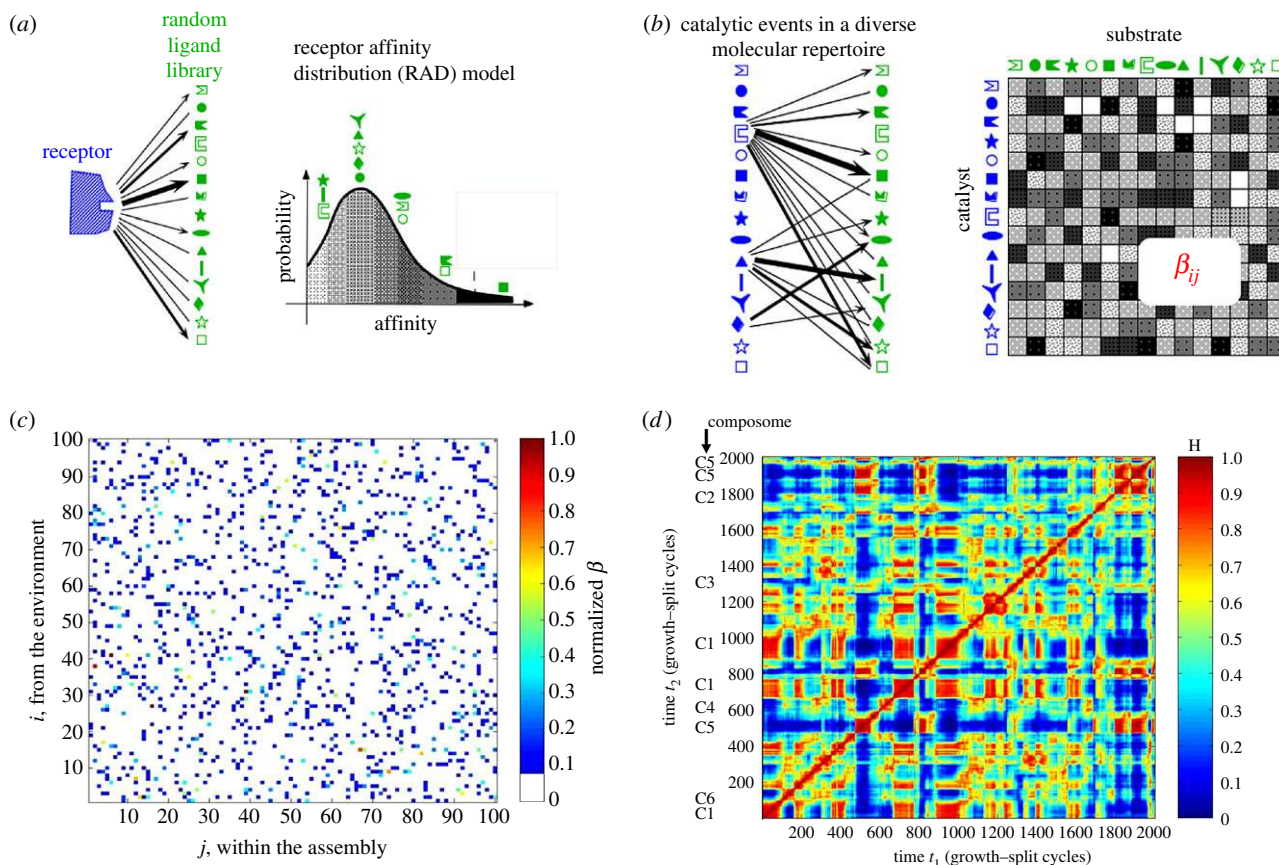 (a)
random
ligand
library
receptor affinity
distribution (RAD) model
receptor
probability
affinity
(b)
catalytic events in a diverse
molecular repertoire
substrate
catalyst
βij
(c)
100
90
80
70
60
50
40
30
20
10
i, from the environment
10 20 30 40 50 60 70 80 90 100
j, within the assembly
1.0
0.9
0.8
0.7
0.6
0.5
0.4
0.3
0.2
0.1
0
normalized β
(d)
composome
C5
C5
C2
C3
C1
C1
C4
C5
C6
C1
2000
1800
1600
1400
1200
1000
800
600
400
200
time t2 (growth–split cycles)
200 400 600 800 1000 1200 1400 1600 1800 2000
time t1 (growth–split cycles)
H
1.0
0.9
0.8
0.7
0.6
0.5
0.4
0.3
0.2
0.1
0